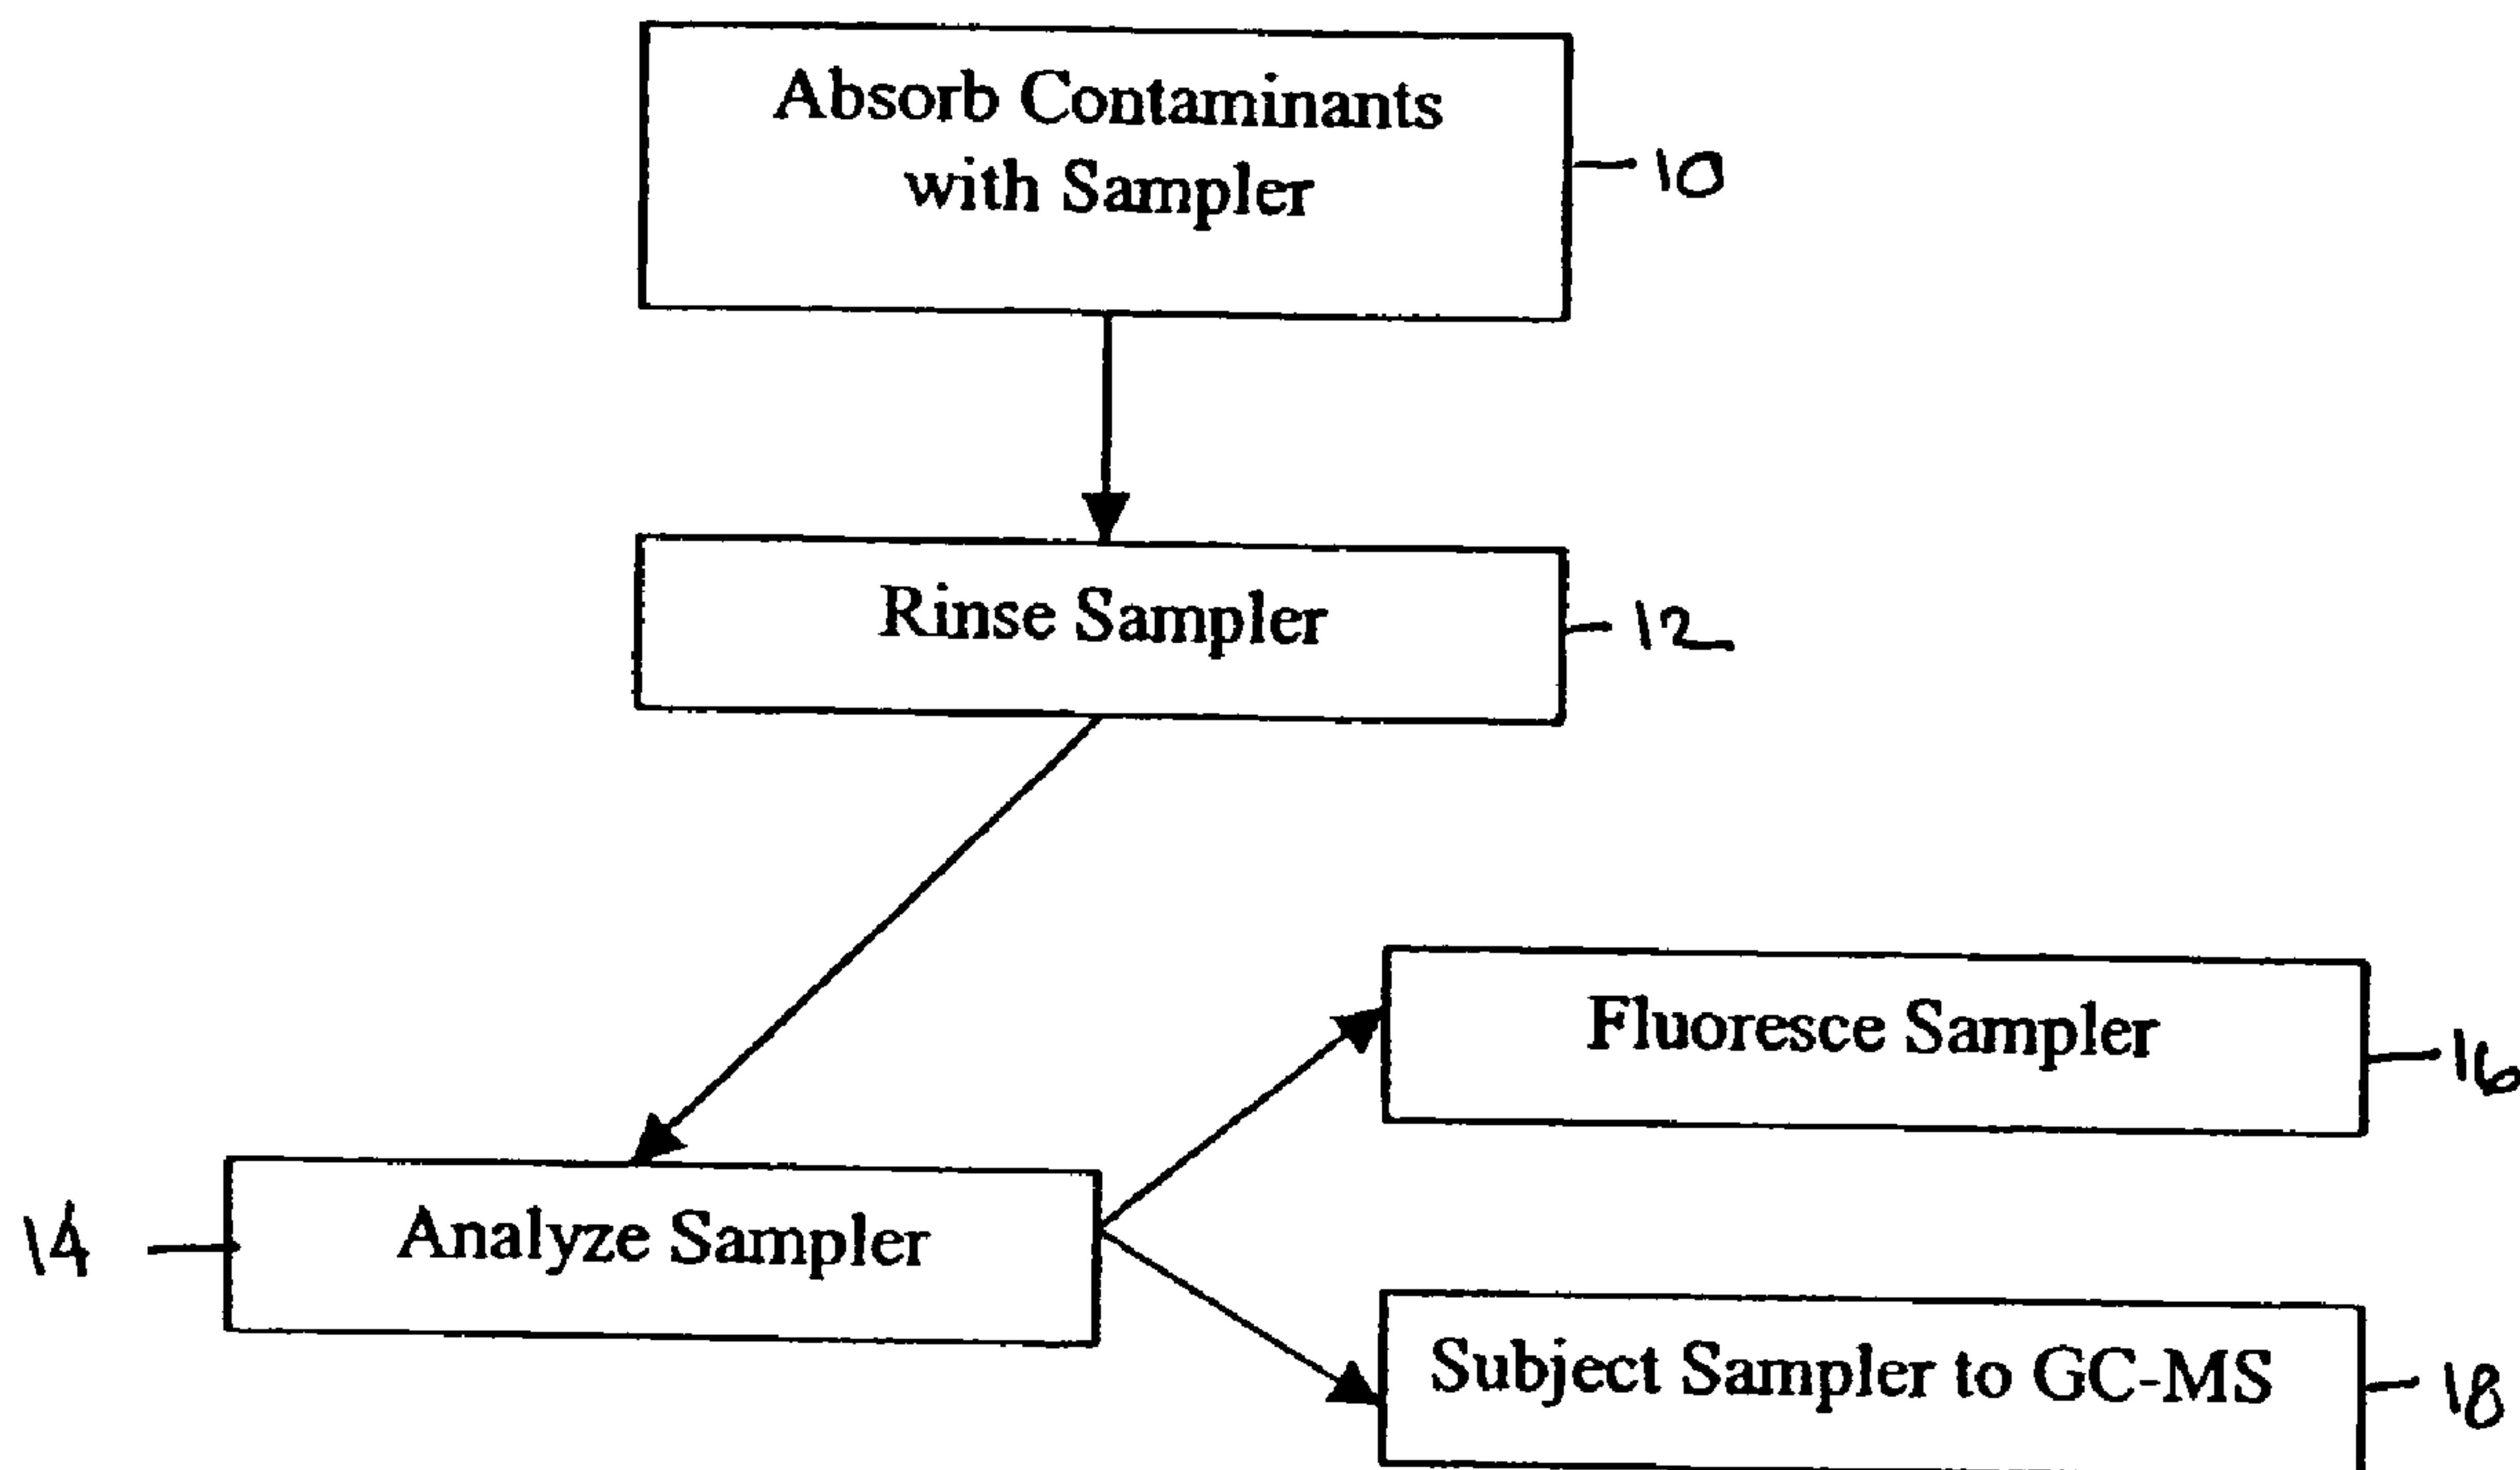 Absorb Contaminants
with Sampler
10
Rinse Sampler
12
Fluoresce Sampler
16
14
Analyze Sampler
Subject Sampler to GC-MS
18